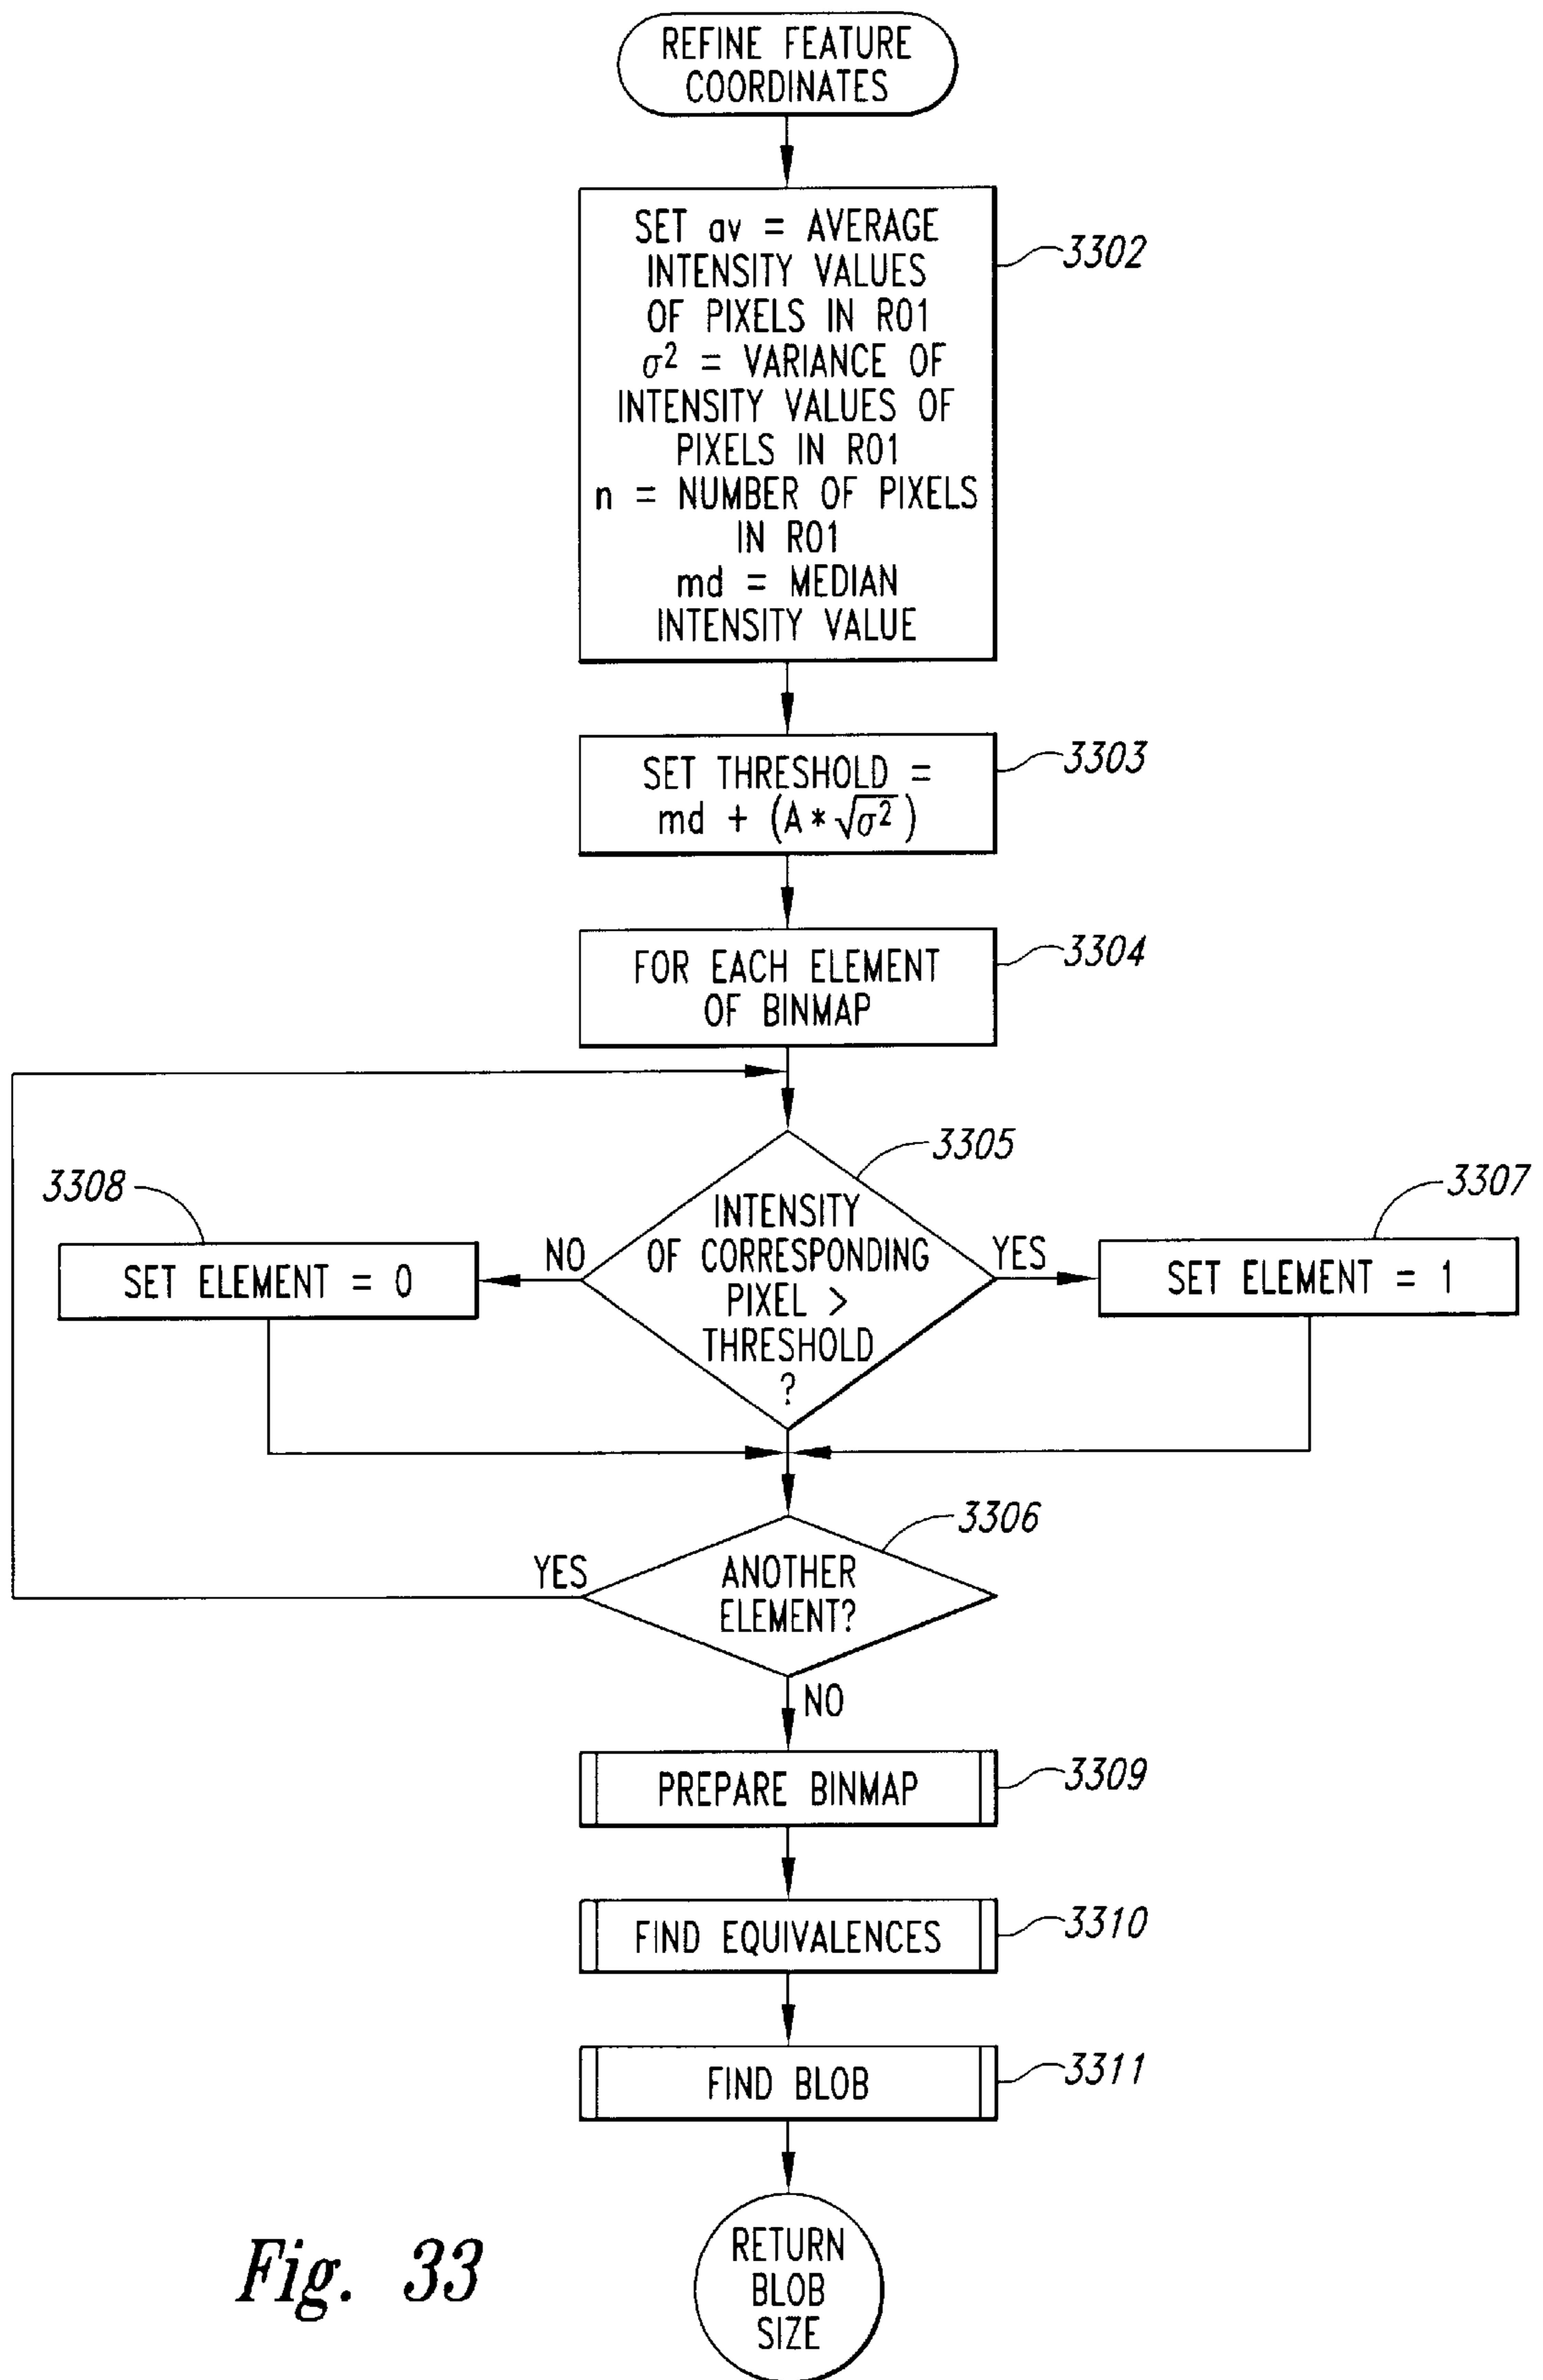 REFINE FEATURE
COORDINATES
SET av = AVERAGE
INTENSITY VALUES
OF PIXELS IN R01
σ² = VARIANCE OF
INTENSITY VALUES OF
PIXELS IN R01
n = NUMBER OF PIXELS
IN R01
md = MEDIAN
INTENSITY VALUE
3302
SET THRESHOLD =
md + (A * √σ²)
3303
FOR EACH ELEMENT
OF BINMAP
3304
3305
INTENSITY
OF CORRESPONDING
PIXEL >
THRESHOLD
?
NO
YES
3308
SET ELEMENT = 0
3307
SET ELEMENT = 1
3306
ANOTHER
ELEMENT?
YES
NO
PREPARE BINMAP
3309
FIND EQUIVALENCES
3310
FIND BLOB
3311
RETURN
BLOB
SIZE
Fig. 33